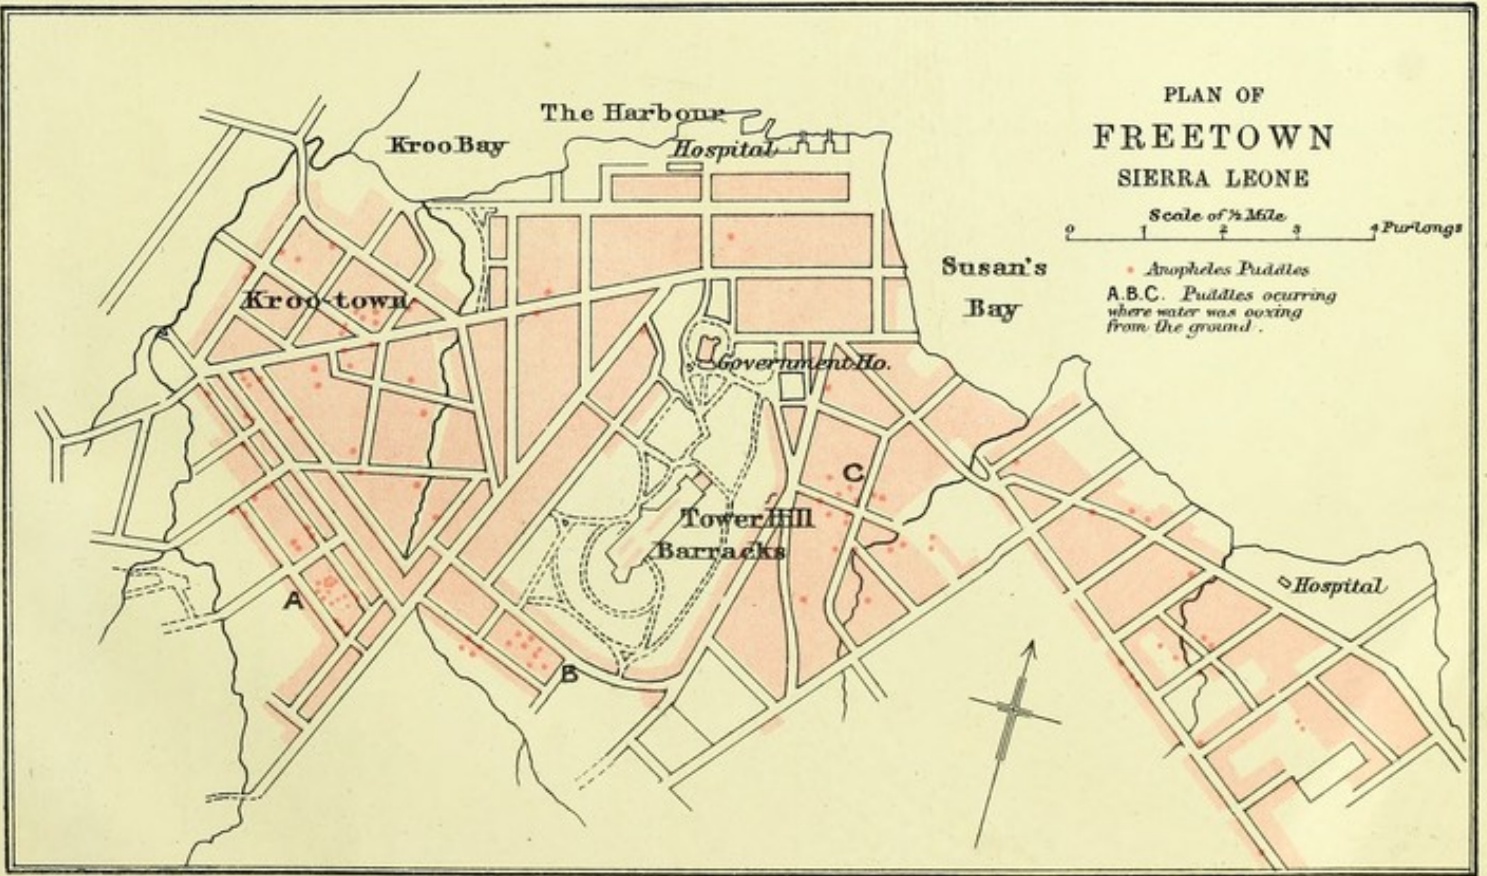 PLAN OF
FREETOWN
SIERRA LEONE
Scale of ½ Mile
0 1 2 3 4 Furlongs
Anopheles Puddles
A.B.C. Puddles ocurring
where water was oozing
from the ground.
The Harbour
Kroo Bay
Hospital
Susan's
Bay
Kroo-town
Government Ho.
C
Tower Hill
Barracks
A
B
Hospital